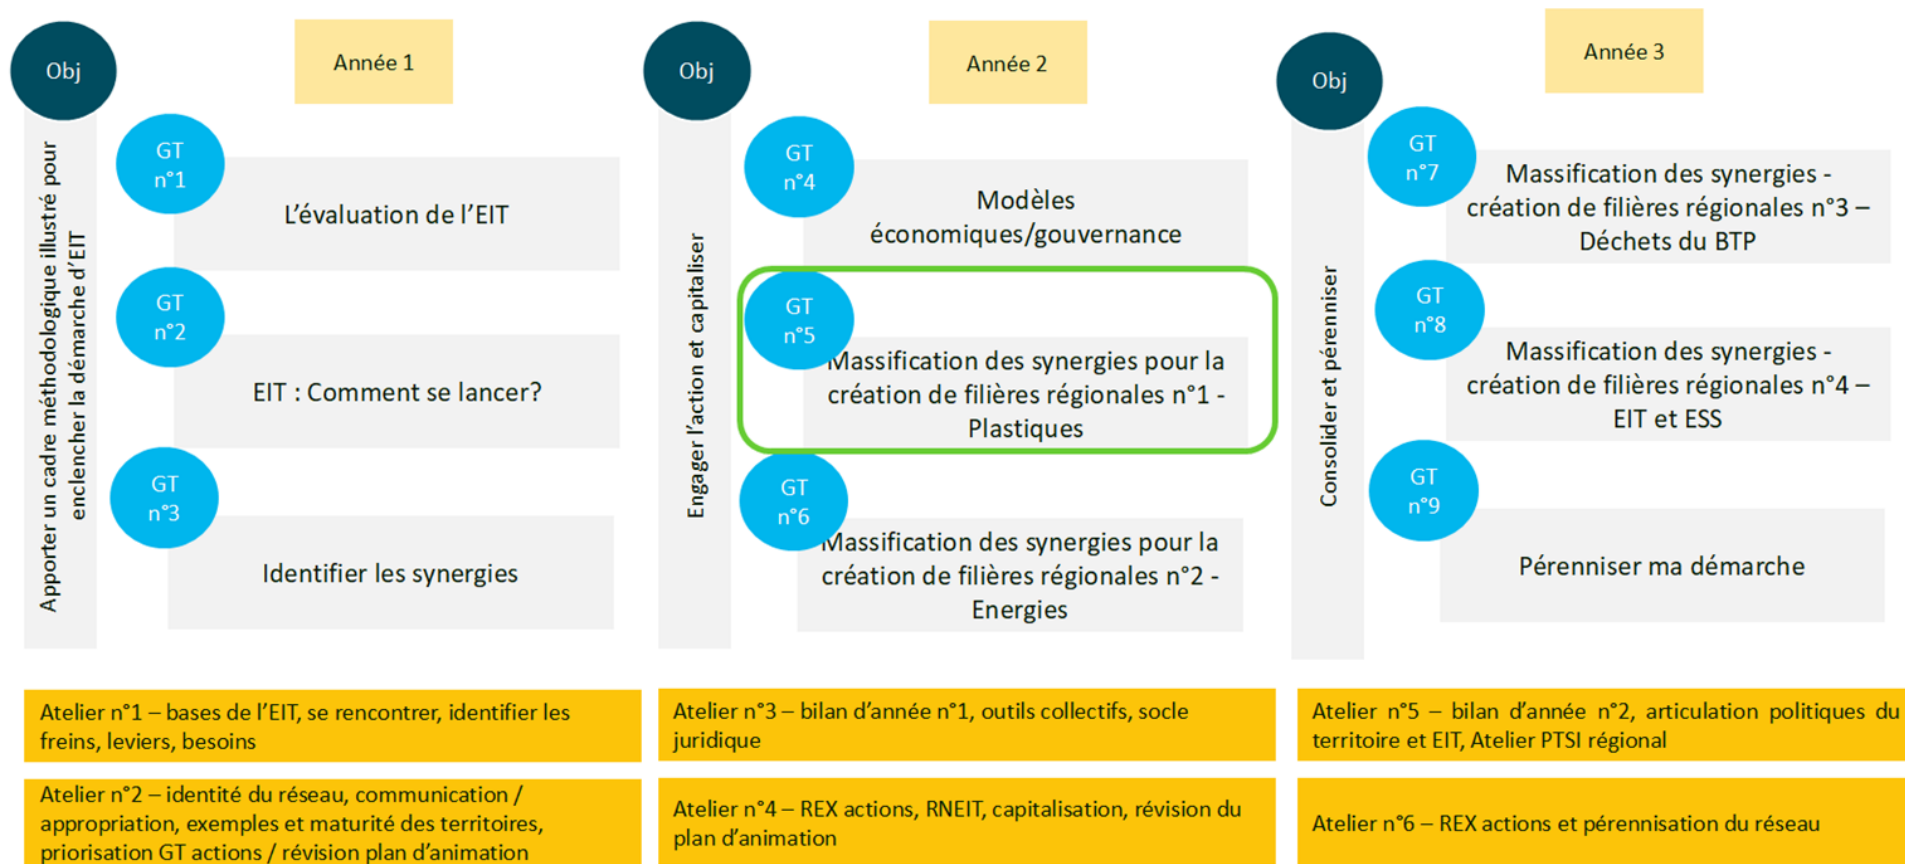 Obj
Année 1
Apporter un cadre méthodologique illustré pour
enclencher la démarche d'EIT
GT
n°1
L'évaluation de l'EIT
GT
n°2
EIT : Comment se lancer?
GT
n°3
Identifier les synergies
Atelier n°1 – bases de l'EIT, se rencontrer, identifier les
freins, leviers, besoins
Atelier n°2 – identité du réseau, communication /
appropriation, exemples et maturité des territoires,
priorisation GT actions / révision plan d'animation
Obj
Année 2
Engager l'action et capitaliser
GT
n°4
Modèles
économiques/gouvernance
GT
n°5
Massification des synergies pour la
création de filières régionales n°1 -
Plastiques
GT
n°6
Massification des synergies pour la
création de filières régionales n°2 -
Energies
Atelier n°3 – bilan d'année n°1, outils collectifs, socle
juridique
Atelier n°4 – REX actions, RNEIT, capitalisation, révision du
plan d'animation
Obj
Année 3
Consolider et pérenniser
GT
n°7
Massification des synergies -
création de filières régionales n°3 –
Déchets du BTP
GT
n°8
Massification des synergies -
création de filières régionales n°4 –
EIT et ESS
GT
n°9
Pérenniser ma démarche
Atelier n°5 – bilan d'année n°2, articulation politiques du
territoire et EIT, Atelier PTSI régional
Atelier n°6 – REX actions et pérennisation du réseau